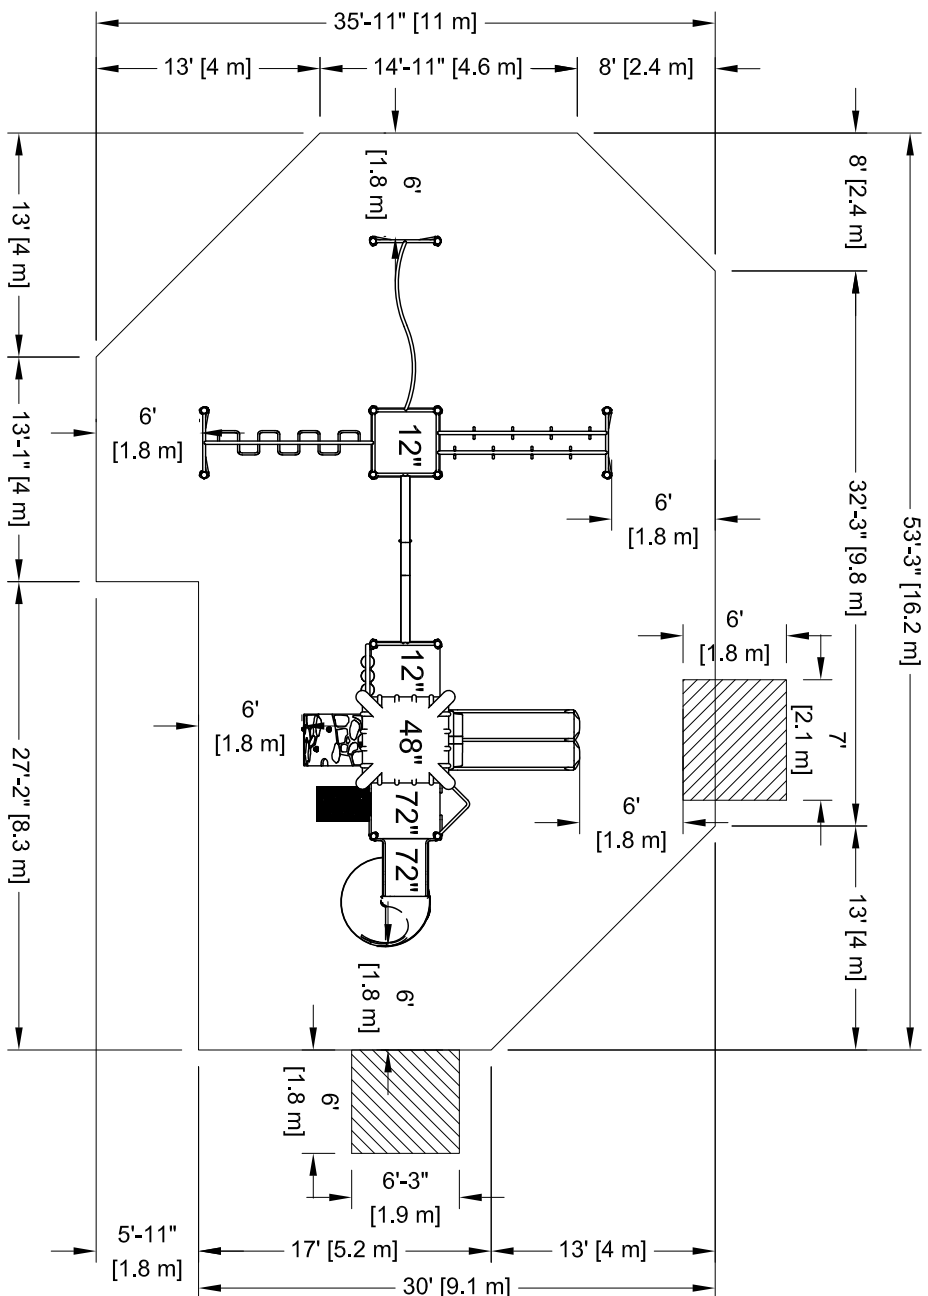 35'-11" [11 m]
13' [4 m]
14'-11" [4.6 m]
8' [2.4 m]
6'
[1.8 m]
8' [2.4 m]
13' [4 m]
13'-1" [4 m]
27'-2" [8.3 m]
6'
[1.8 m]
12"
6'
[1.8 m]
32'-3" [9.8 m]
53'-3" [16.2 m]
6'
[1.8 m]
12"
48"
72"
72"
6'
[1.8 m]
7'
[2.1 m]
6'
[1.8 m]
13' [4 m]
6'
[1.8 m]
6'
[1.8 m]
6'-3"
[1.9 m]
5'-11"
[1.8 m]
17' [5.2 m]
13' [4 m]
30' [9.1 m]